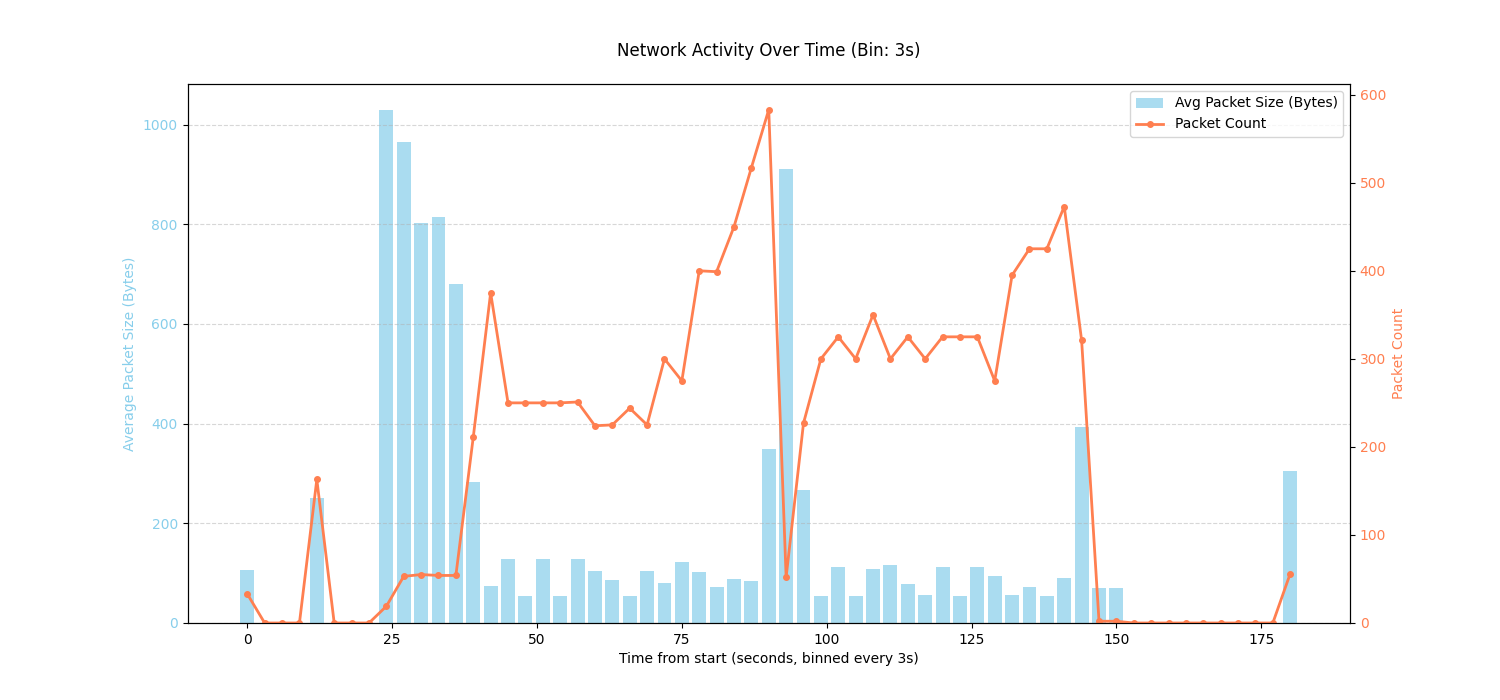 Network Activity Over Time (Bin: 3s)
Avg Packet Size (Bytes)
Packet Count
Average Packet Size (Bytes)
1000
800
600
400
200
0
600
500
400
300
200
100
0
Packet Count
0 25 50 75 100 125 150 175
Time from start (seconds, binned every 3s)